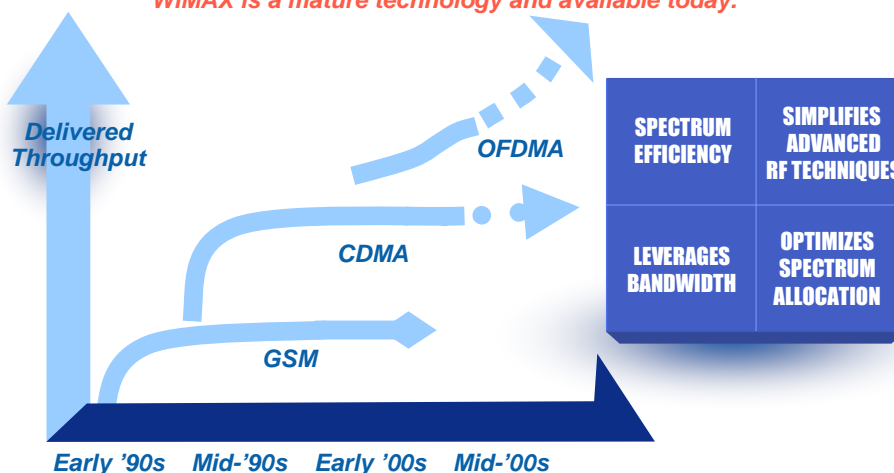 WiMAX is a mature technology and available today.
Delivered
Throughput
OFDMA
CDMA
GSM
SPECTRUM
EFFICIENCY
SIMPLIFIES
ADVANCED
RF TECHNIQUES
LEVERAGES
BANDWIDTH
OPTIMIZES
SPECTRUM
ALLOCATION
Early ’90s Mid-’90s Early ’00s Mid-’00s